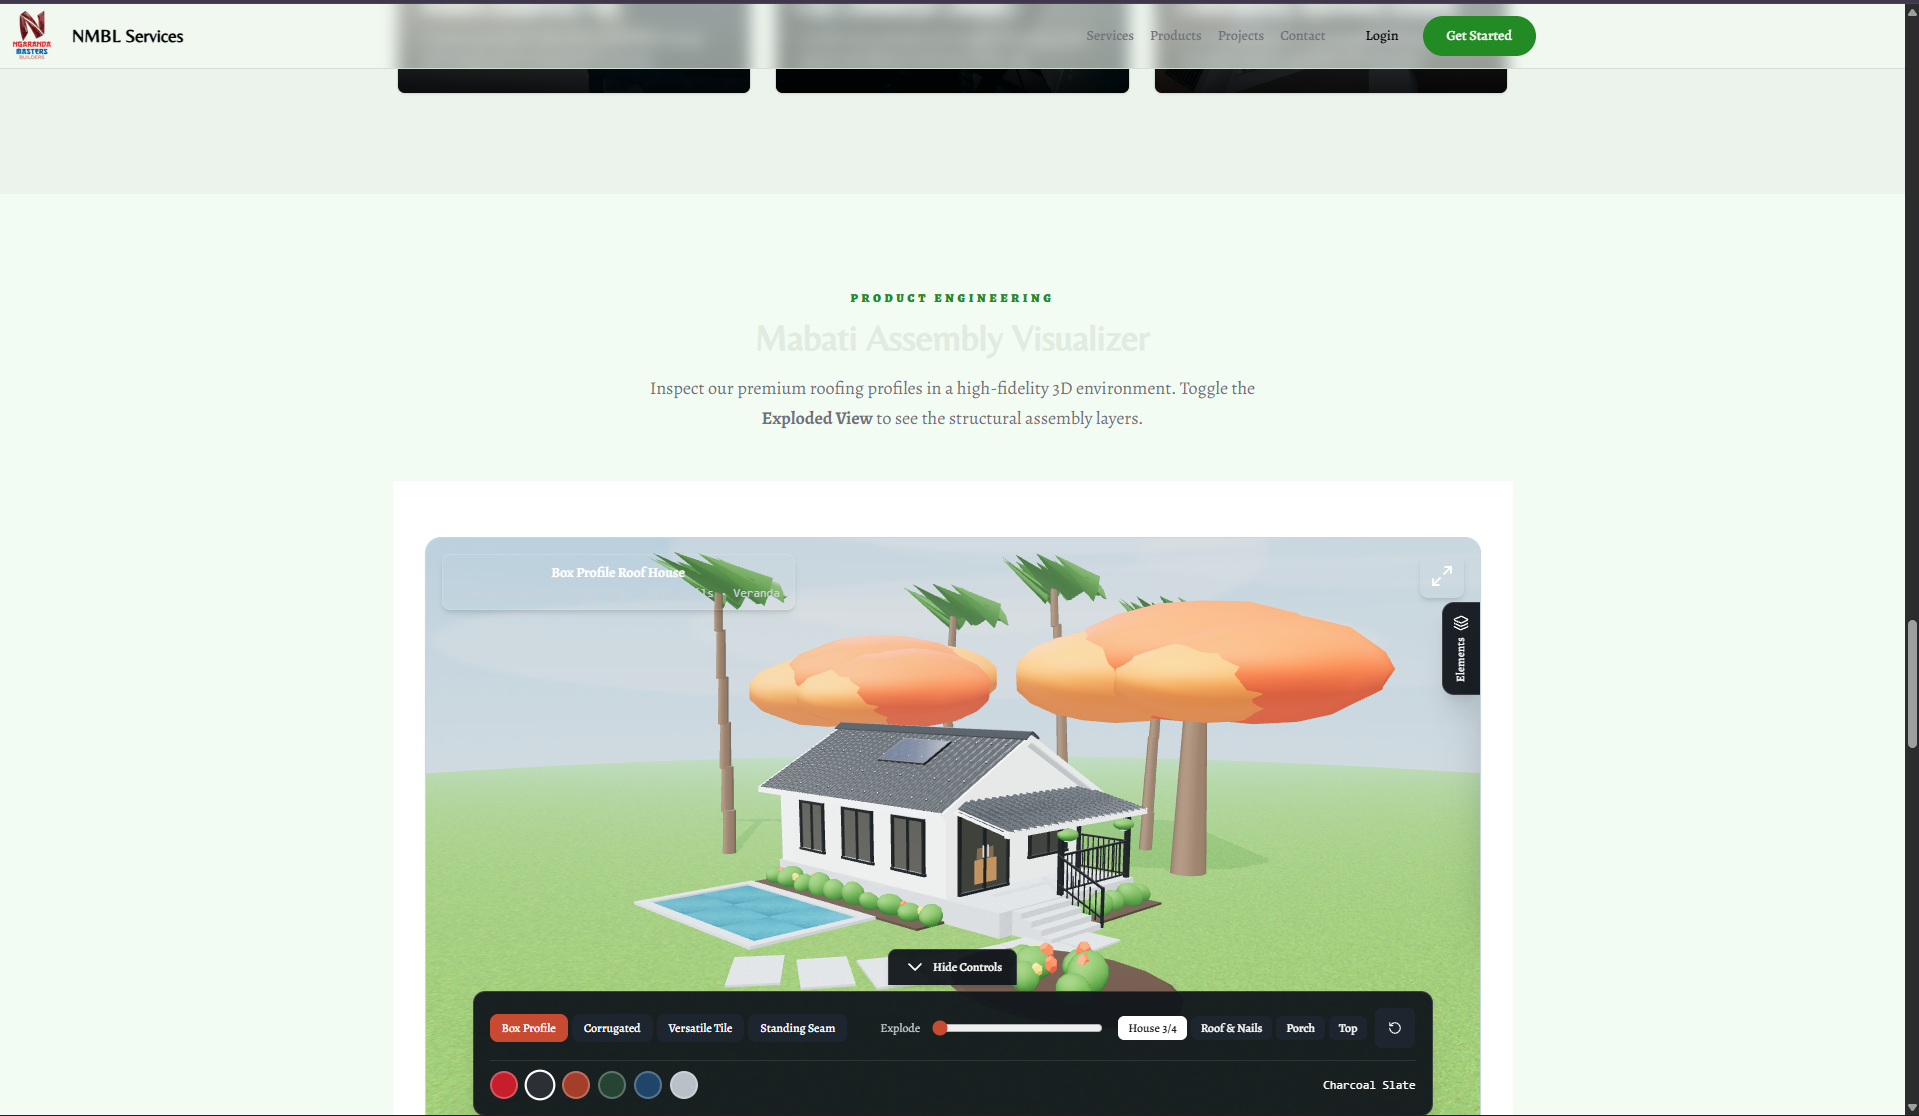 NGARANDA
MASTERS
BUILDERS
NMBL Services
Services
Products
Projects
Contact
Login
Get Started
PRODUCT ENGINEERING
Mabati Assembly Visualizer
Inspect our premium roofing profiles in a high-fidelity 3D environment. Toggle the
Exploded View to see the structural assembly layers.
Box Profile Roof House
Veranda
Elements
Hide Controls
Box Profile
Corrugated
Versatile Tile
Standing Seam
Explode
House 3/4
Roof & Nails
Porch
Top
Charcoal Slate